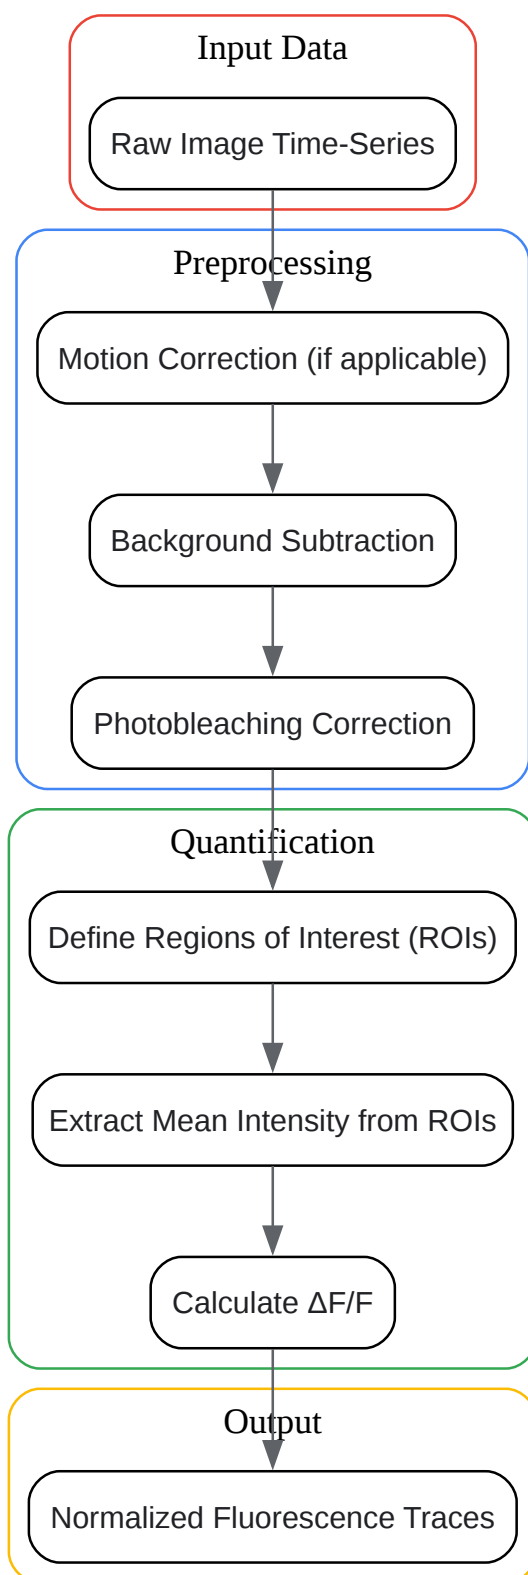 Input Data
Raw Image Time-Series
Preprocessing
Motion Correction (if applicable)
Background Subtraction
Photobleaching Correction
Quantification
Define Regions of Interest (ROIs)
Extract Mean Intensity from ROIs
Calculate ΔF/F
Output
Normalized Fluorescence Traces